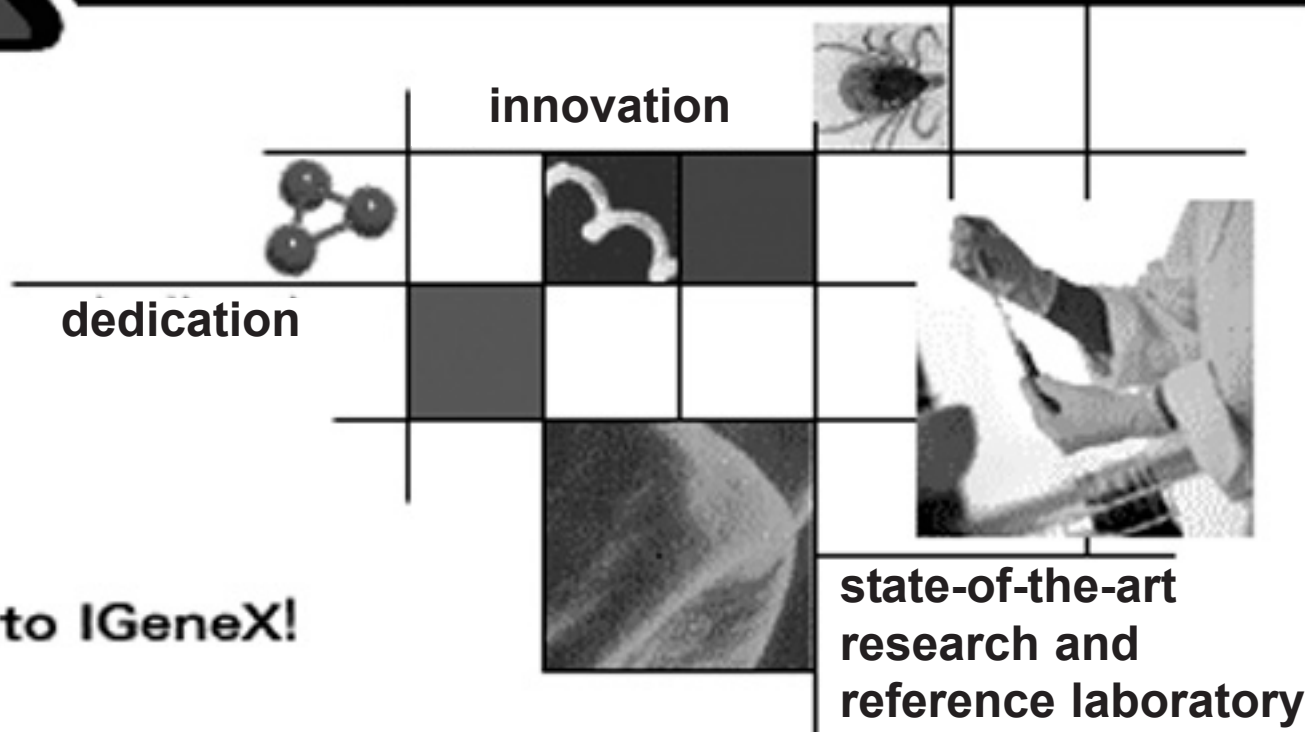 innovation
dedication
to IGeneX!
state-of-the-art
research and
reference laboratory